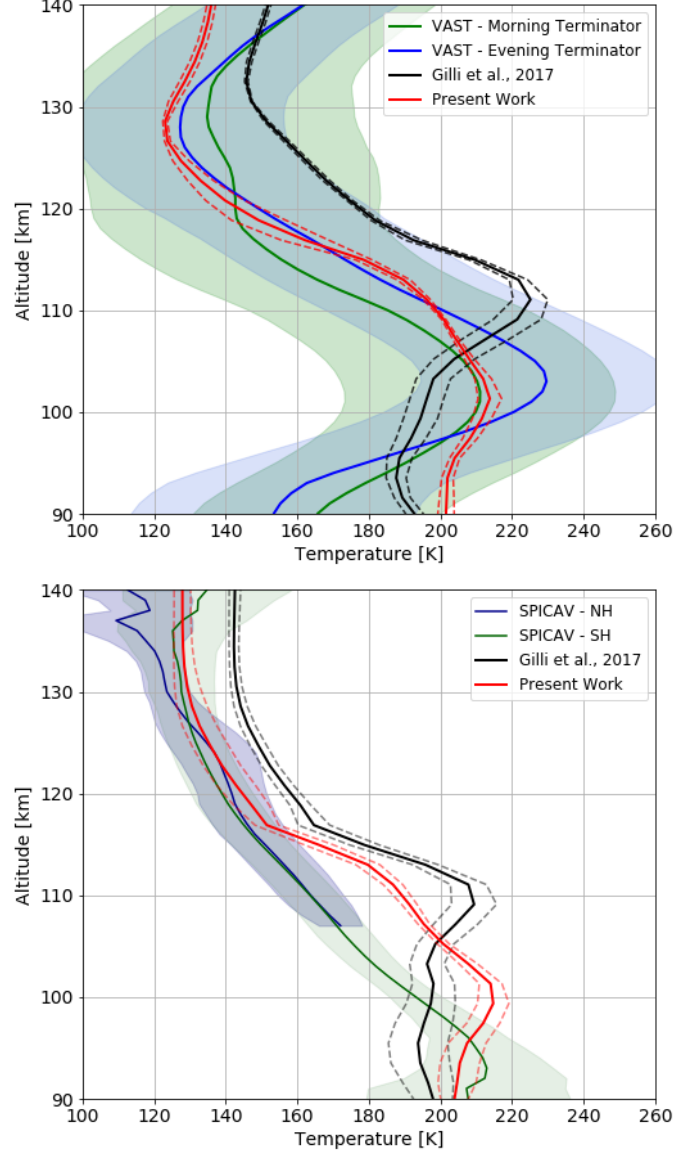 140
130
120
110
100
90
Altitude [km]
VAST - Morning Terminator
VAST - Evening Terminator
Gilli et al., 2017
Present Work
100 120 140 160 180 200 220 240 260
Temperature [K]
140
130
120
110
100
90
Altitude [km]
SPICAV - NH
SPICAV - SH
Gilli et al., 2017
Present Work
100 120 140 160 180 200 220 240 260
Temperature [K]